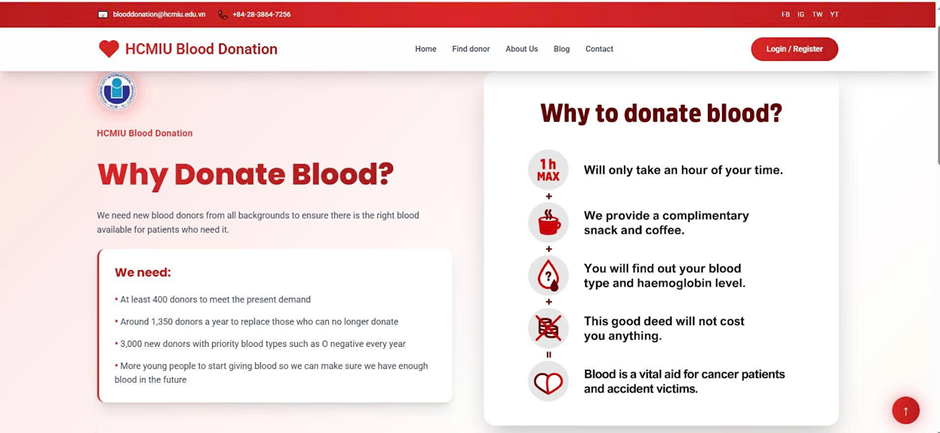 blooddonation@hcmiu.edu.vn +84-28-3864-7256 FB IG TW YT
HCMIU Blood Donation Home Find donor About Us Blog Contact Login / Register
HCMIU Blood Donation
Why Donate Blood?
We need new blood donors from all backgrounds to ensure there is the right blood
available for patients who need it.
We need:
• At least 400 donors to meet the present demand
• Around 1,350 donors a year to replace those who can no longer donate
• 3,000 new donors with priority blood types such as O negative every year
• More young people to start giving blood so we can make sure we have enough
blood in the future
Why to donate blood?
1h
MAX
Will only take an hour of your time.
+
We provide a complimentary
snack and coffee.
+
?
You will find out your blood
type and haemoglobin level.
+
This good deed will not cost
you anything.
=
Blood is a vital aid for cancer patients
and accident victims.
↑